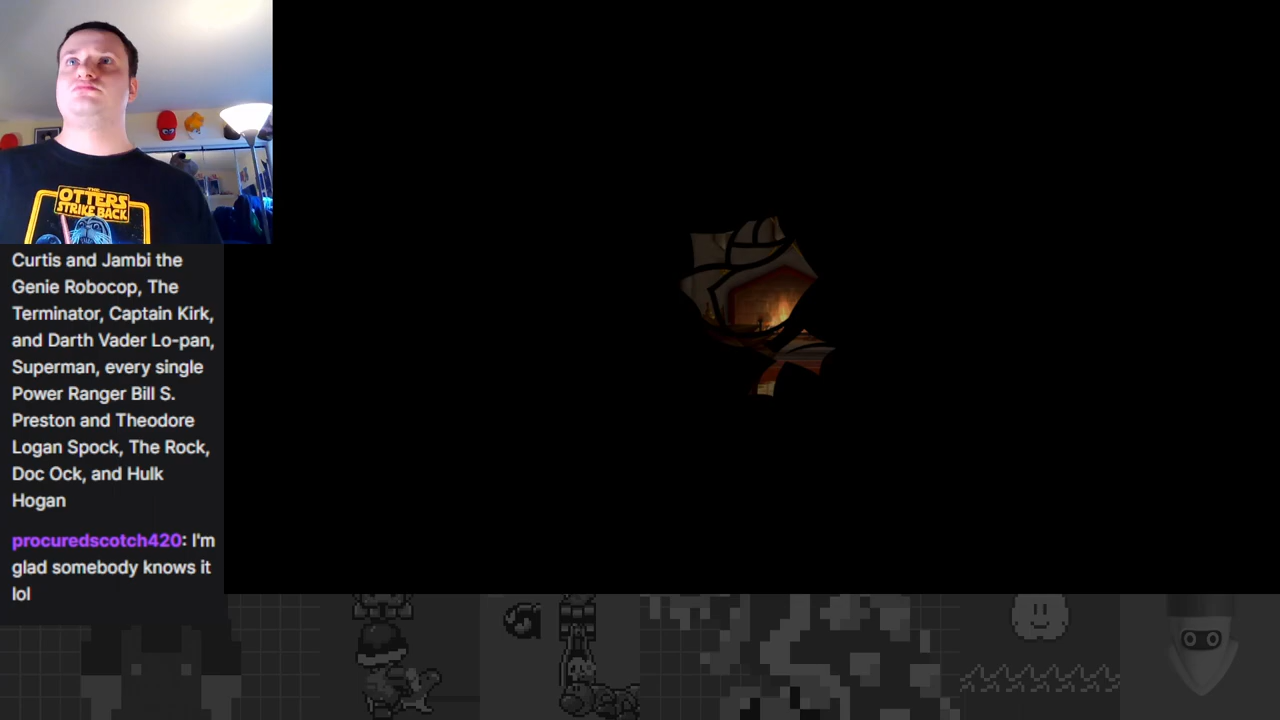 THE
OTTERS
STRIKE BACK
Curtis and Jambi the
Genie Robocop, The
Terminator, Captain Kirk,
and Darth Vader Lo-pan,
Superman, every single
Power Ranger Bill S.
Preston and Theodore
Logan Spock, The Rock,
Doc Ock, and Hulk
Hogan
procuredscotch420: I'm
glad somebody knows it
lol